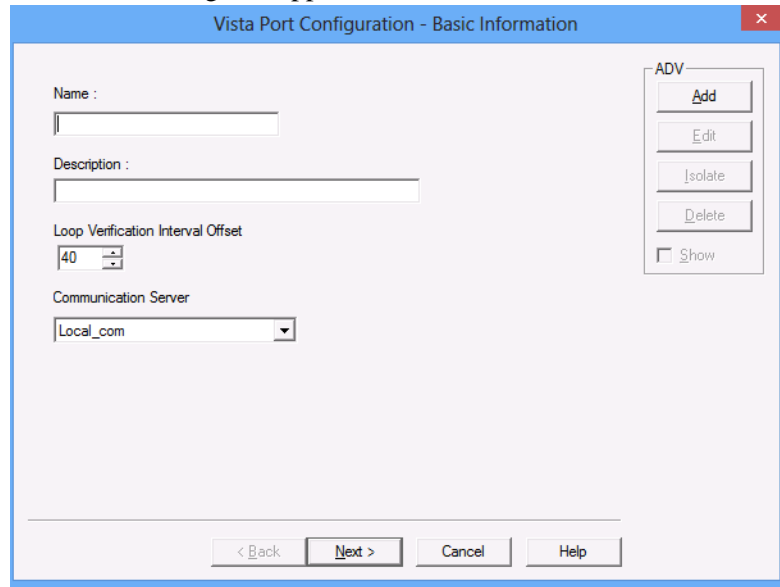 Vista Port Configuration - Basic Information
Name :
Description :
Loop Verification Interval Offset
40
Communication Server
Local_com
ADV
Add
Edit
Isolate
Delete
Show
< Back
Next >
Cancel
Help